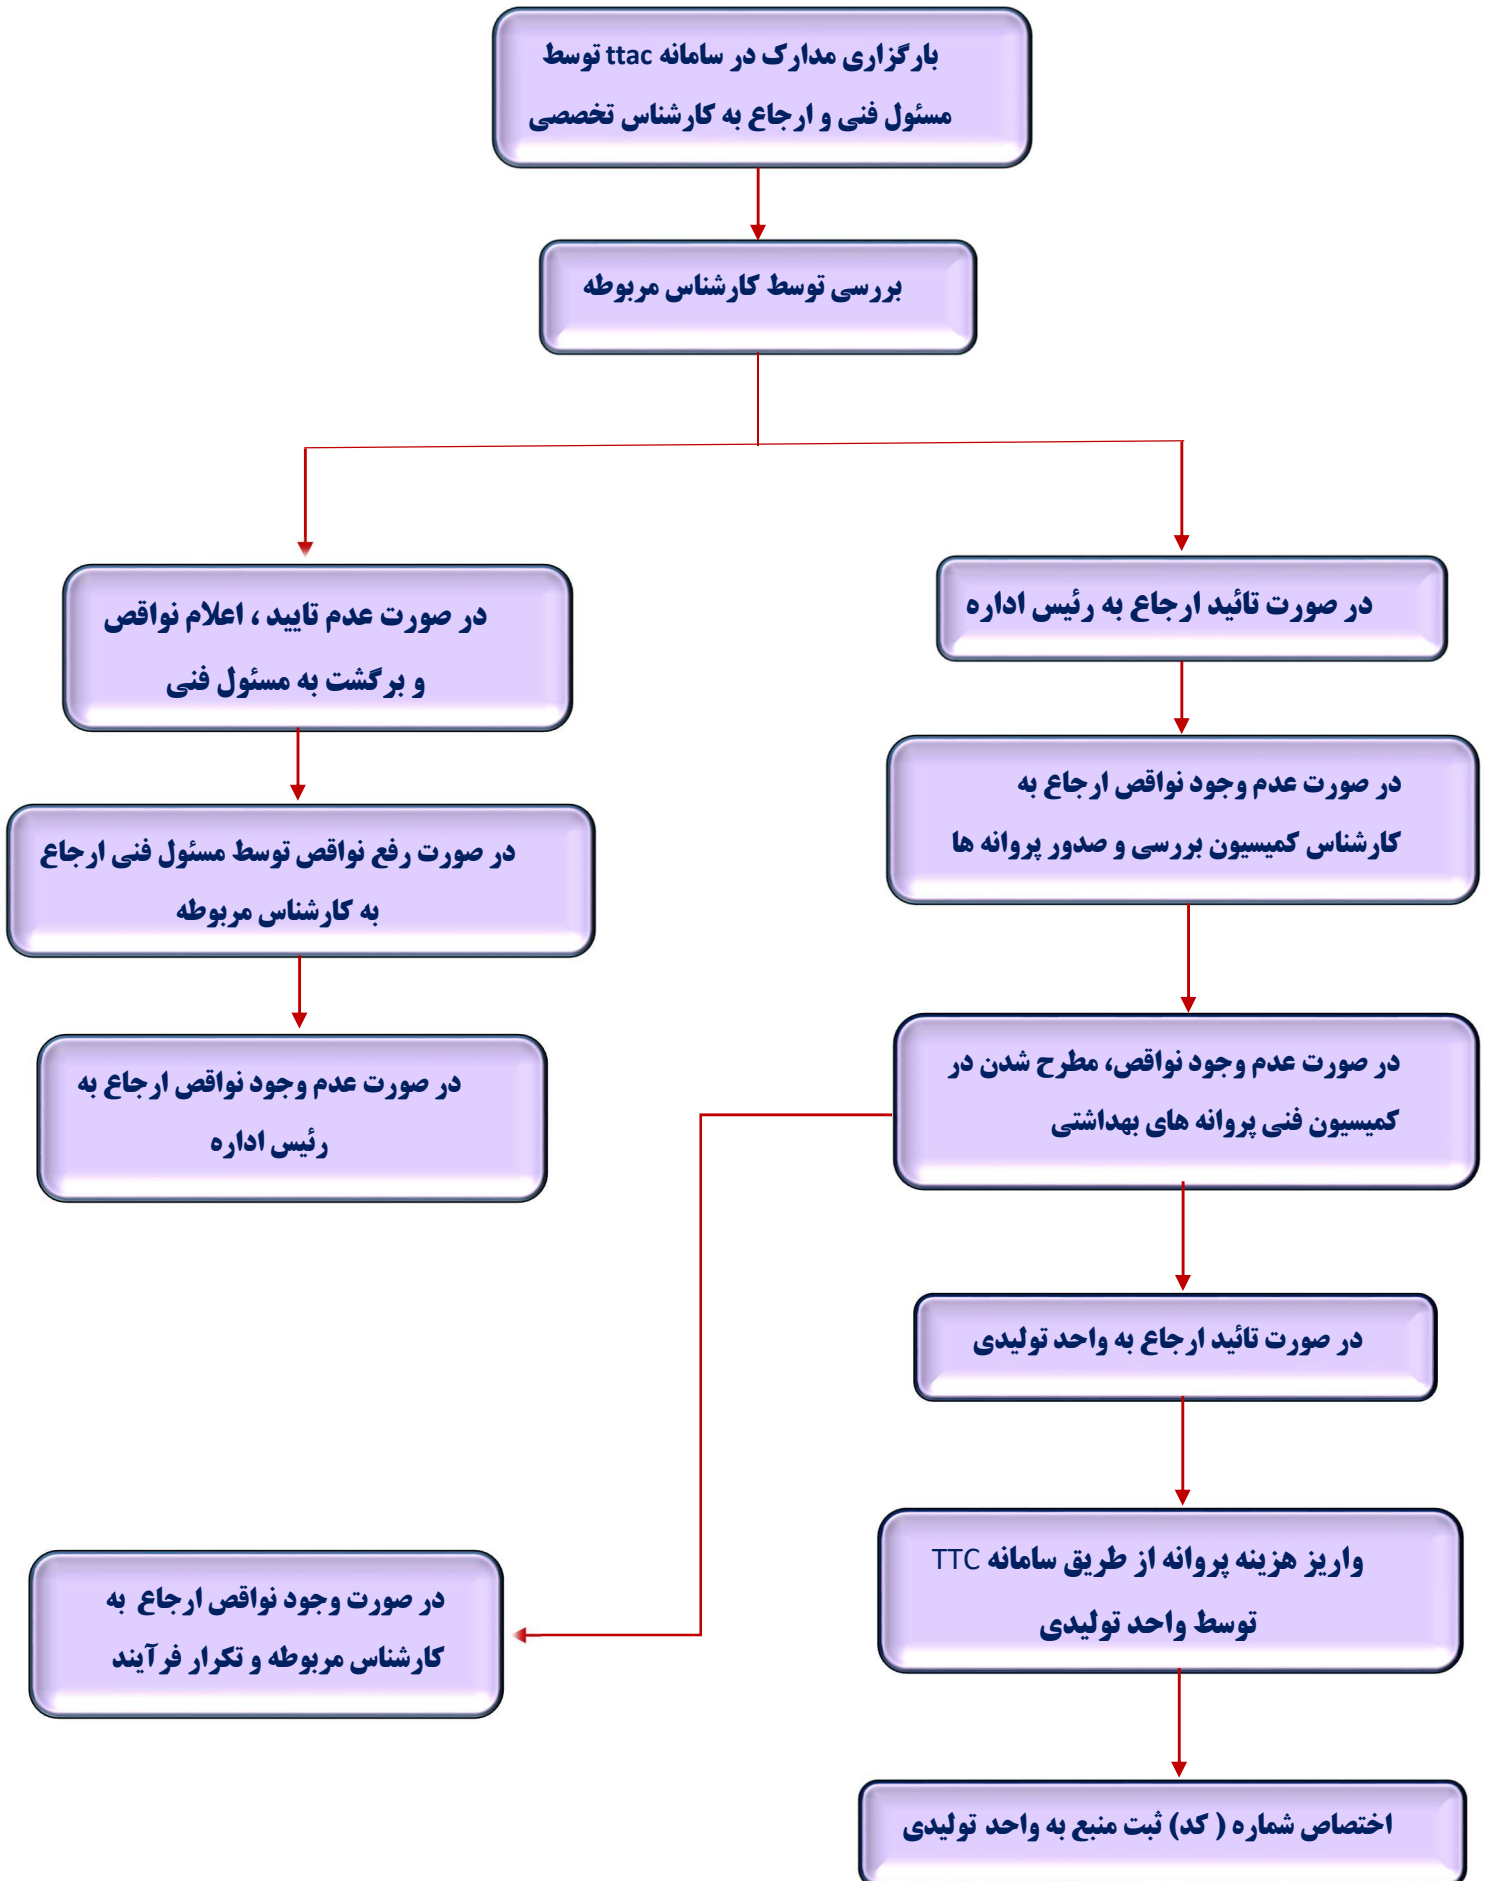 بارگزاری مدارک در سامانه ttac توسط
مسئول فنی و ارجاع به کارشناس تخصصی
بررسی توسط کارشناس مربوطه
در صورت تائید ارجاع به رئیس اداره
در صورت عدم وجود نواقص ارجاع به
کارشناس کمیسیون بررسی و صدور پروانه ها
در صورت عدم وجود نواقص، مطرح شدن در
کمیسیون فنی پروانه های بهداشتی
در صورت تائید ارجاع به واحد تولیدی
واریز هزینه پروانه از طریق سامانه TTC
توسط واحد تولیدی
اختصاص شماره ( کد) ثبت منبع به واحد تولیدی
در صورت عدم تایید ، اعلام نواقص
و برگشت به مسئول فنی
در صورت رفع نواقص توسط مسئول فنی ارجاع
به کارشناس مربوطه
در صورت عدم وجود نواقص ارجاع به
رئیس اداره
در صورت وجود نواقص ارجاع به
کارشناس مربوطه و تکرار فرآیند